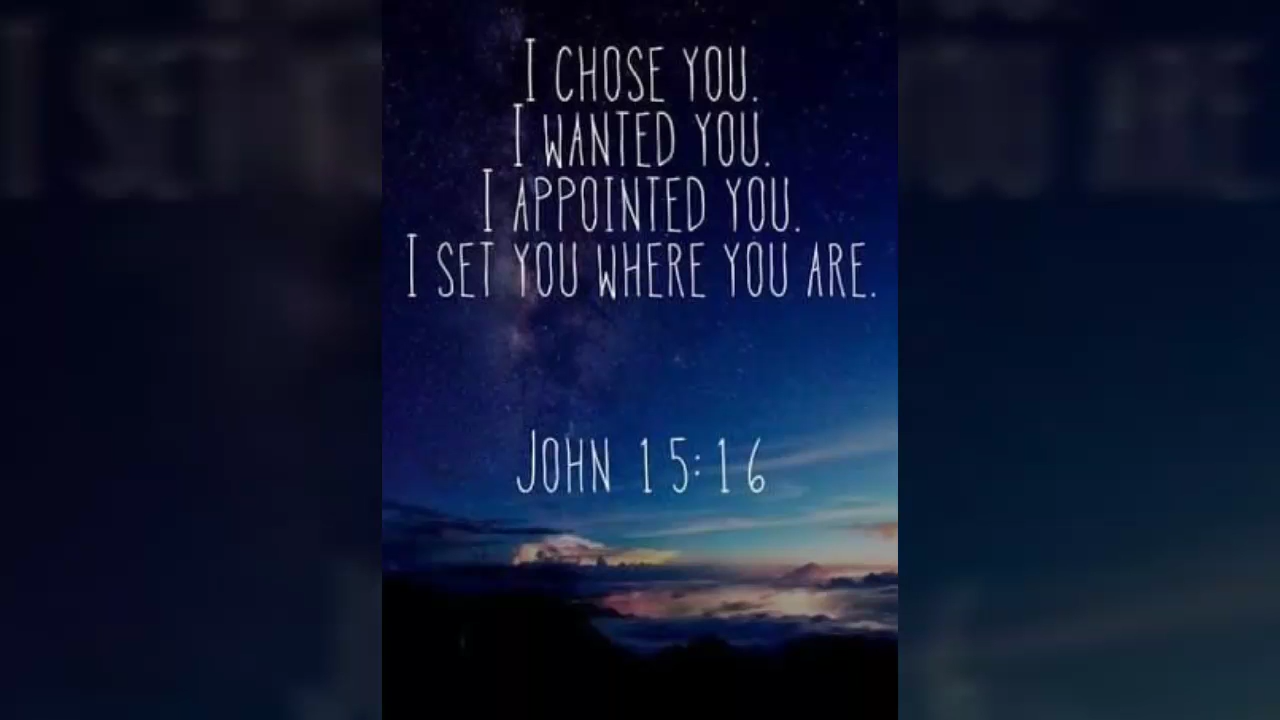 I CHOSE YOU.
I WANTED YOU.
I APPOINTED YOU.
I SET YOU WHERE YOU ARE.
JOHN 15:16